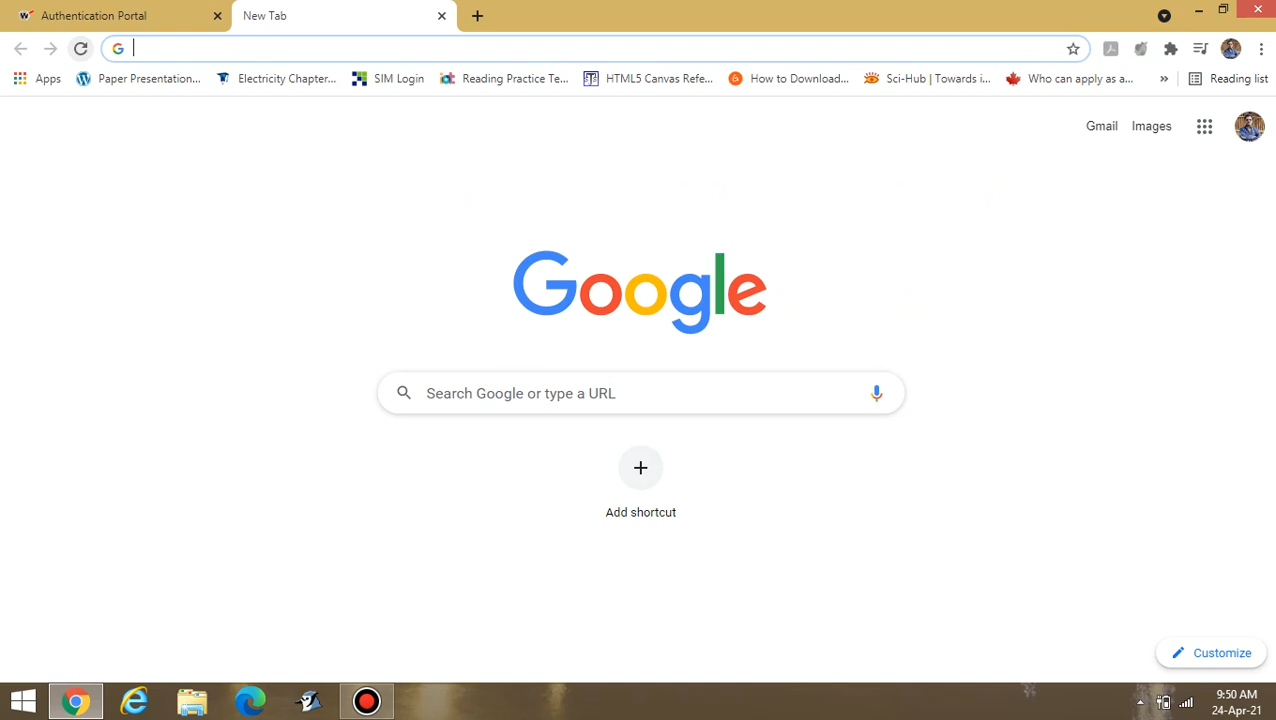 Authentication Portal
New Tab
Apps Paper Presentation... Electricity Chapter... SIM Login Reading Practice Te... HTML5 Canvas Refe... How to Download... Sci-Hub | Towards i... Who can apply as a... » Reading list
Gmail Images
Google
Search Google or type a URL
Add shortcut
Customize
9:50 AM
24-Apr-21